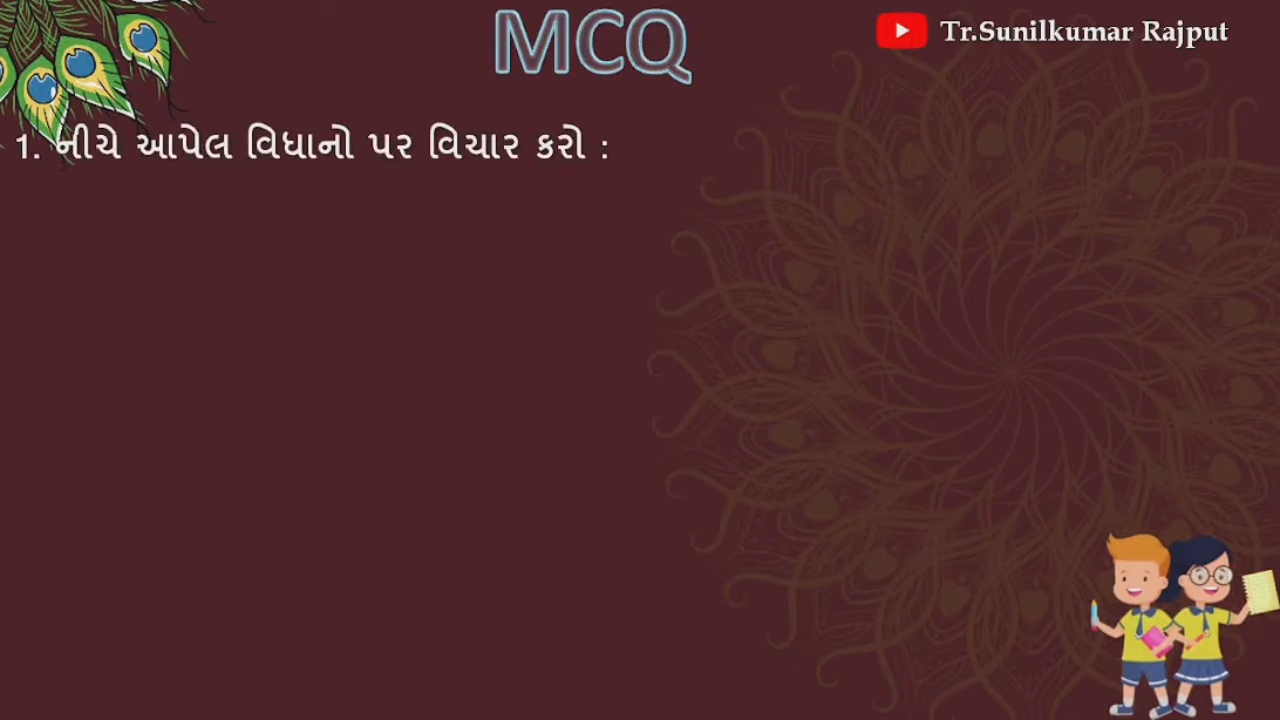 MCQ
Tr.Sunilkumar Rajput
1. નીચે આપેલ વિધાનો પર વિચાર કરો :